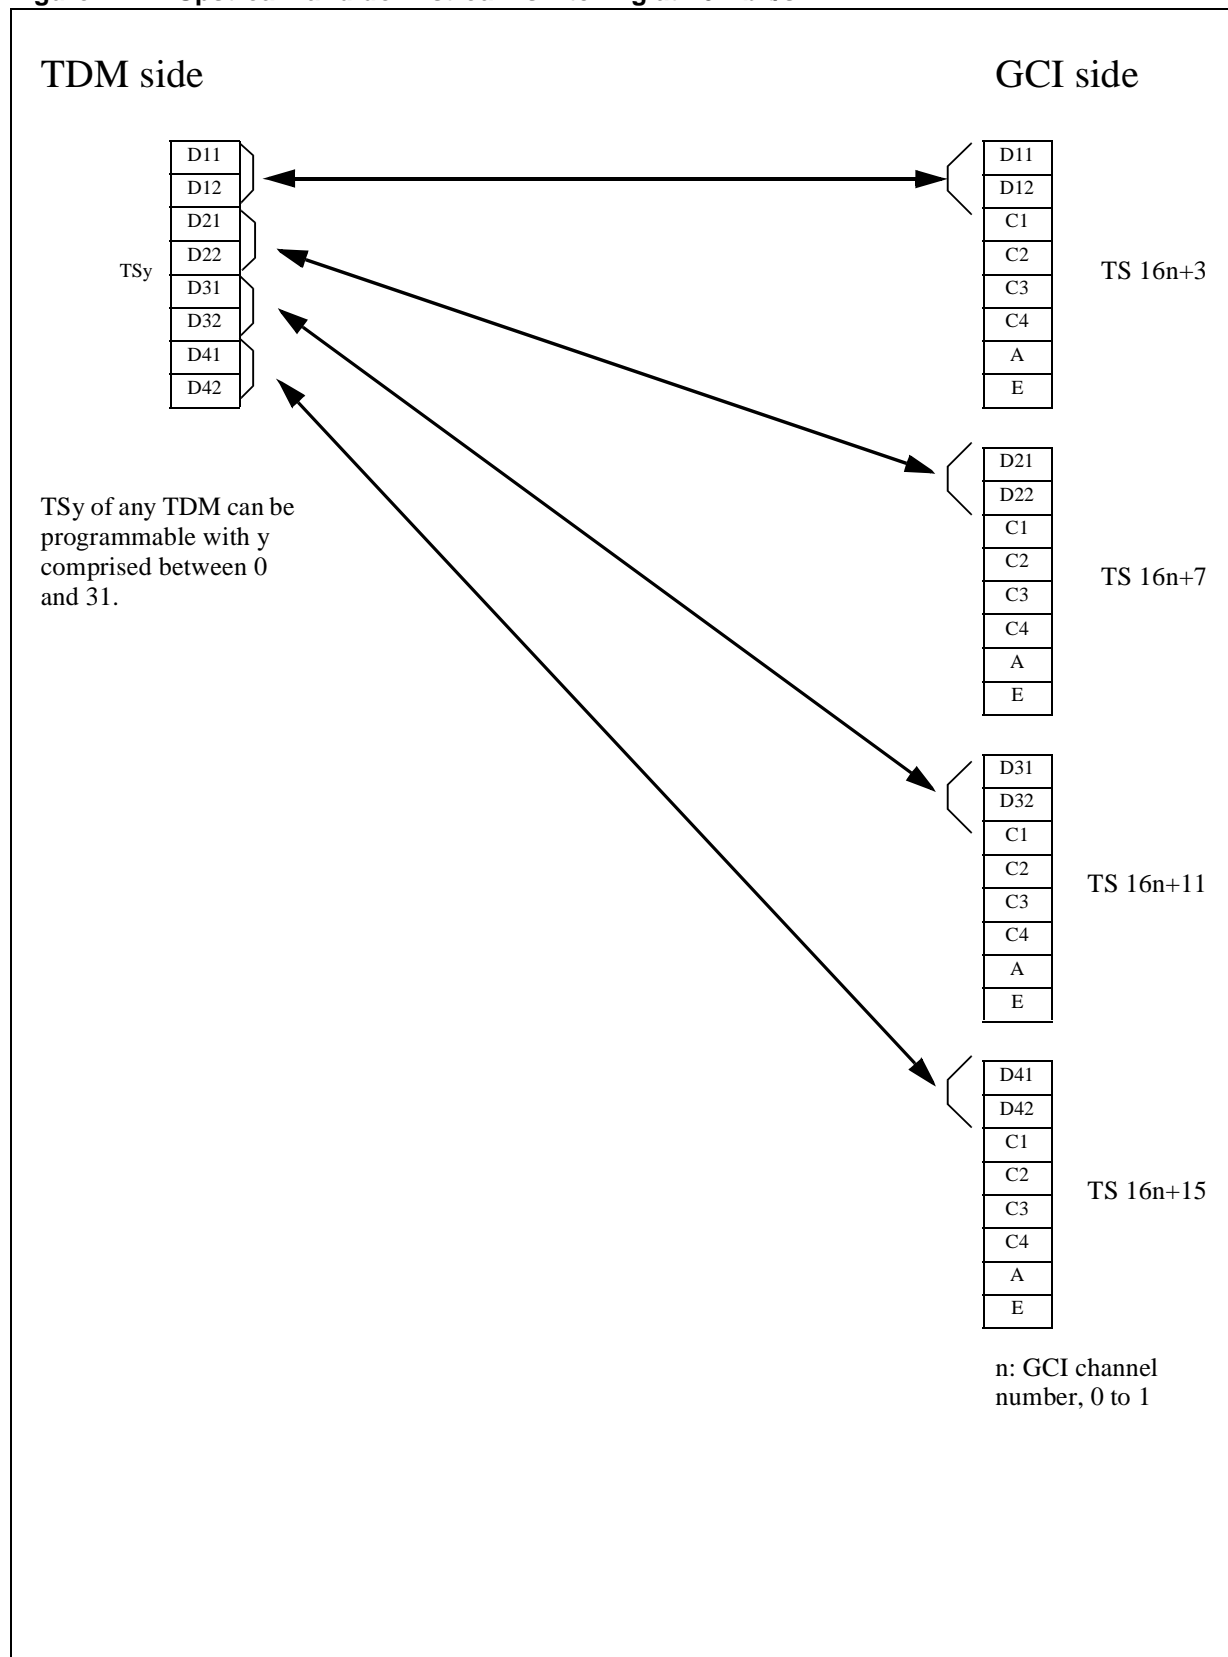 TDM side
GCI side
D11
D12
D21
D22
D31
D32
D41
D42
TSy
TSy of any TDM can be
programmable with y
comprised between 0
and 31.
D11
D12
C1
C2
C3
C4
A
E
TS 16n+3
D21
D22
C1
C2
C3
C4
A
E
TS 16n+7
D31
D32
C1
C2
C3
C4
A
E
TS 16n+11
D41
D42
C1
C2
C3
C4
A
E
TS 16n+15
n: GCI channel
number, 0 to 1